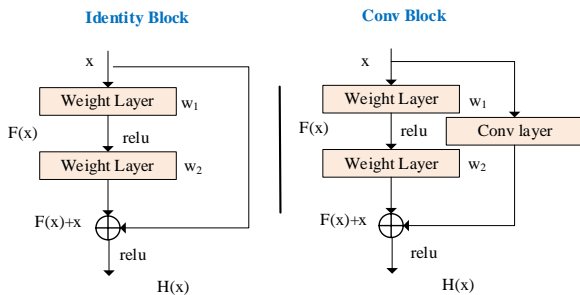 Identity Block
x
Weight Layer
w₁
F(x)
relu
Weight Layer
w₂
F(x)+x
relu
H(x)
Conv Block
x
Weight Layer
w₁
F(x)
relu
Conv layer
Weight Layer
w₂
F(x)+x
relu
H(x)